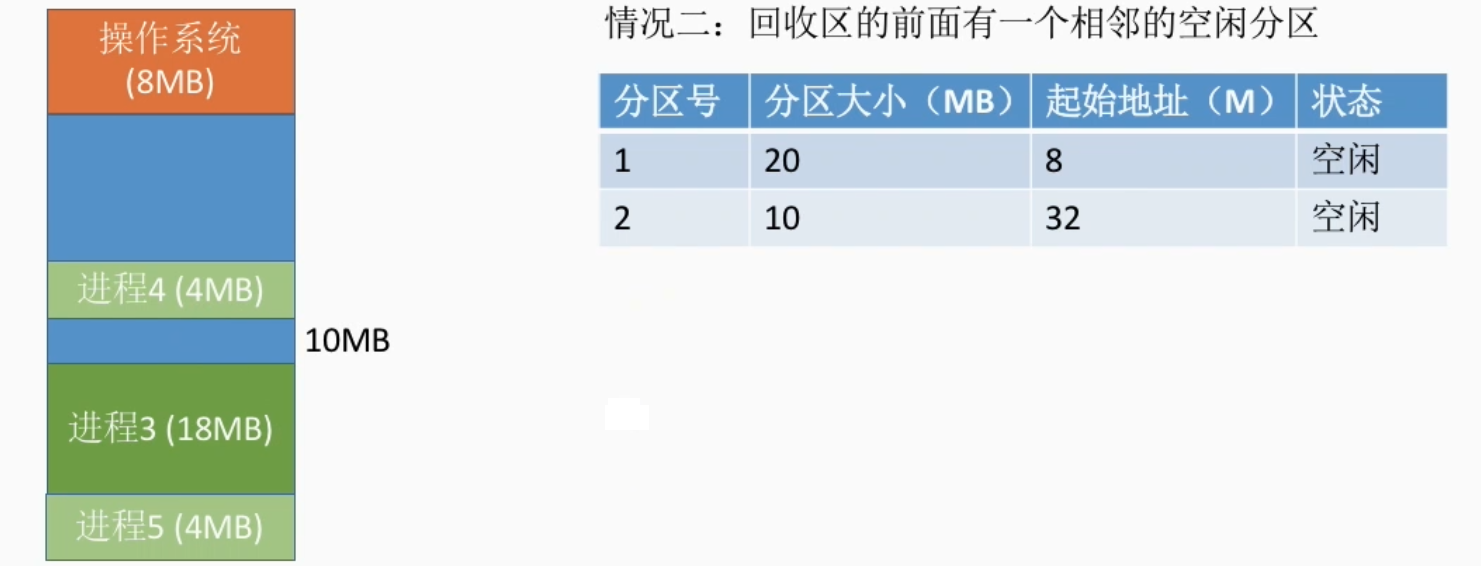 操作系统
(8MB)
进程4 (4MB)
10MB
进程3 (18MB)
进程5 (4MB)
情况二：回收区的前面有一个相邻的空闲分区
分区号 分区大小（MB） 起始地址（M） 状态
1 20 8 空闲
2 10 32 空闲